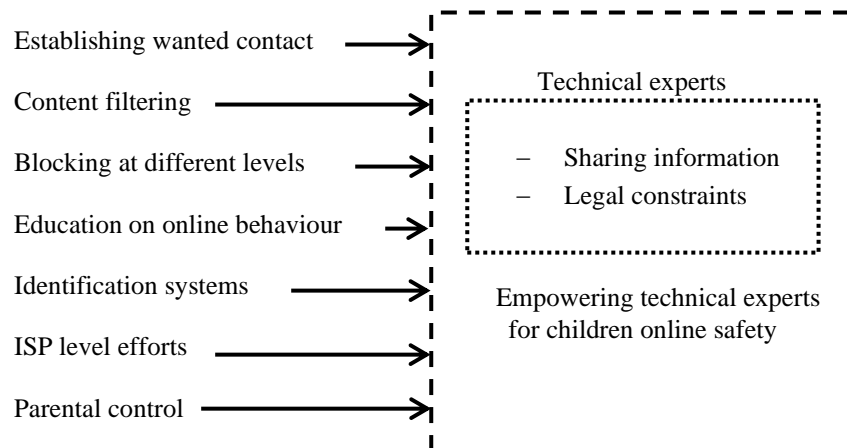 Establishing wanted contact
Content filtering
Blocking at different levels
Education on online behaviour
Identification systems
ISP level efforts
Parental control
Technical experts
– Sharing information
– Legal constraints
Empowering technical experts
for children online safety